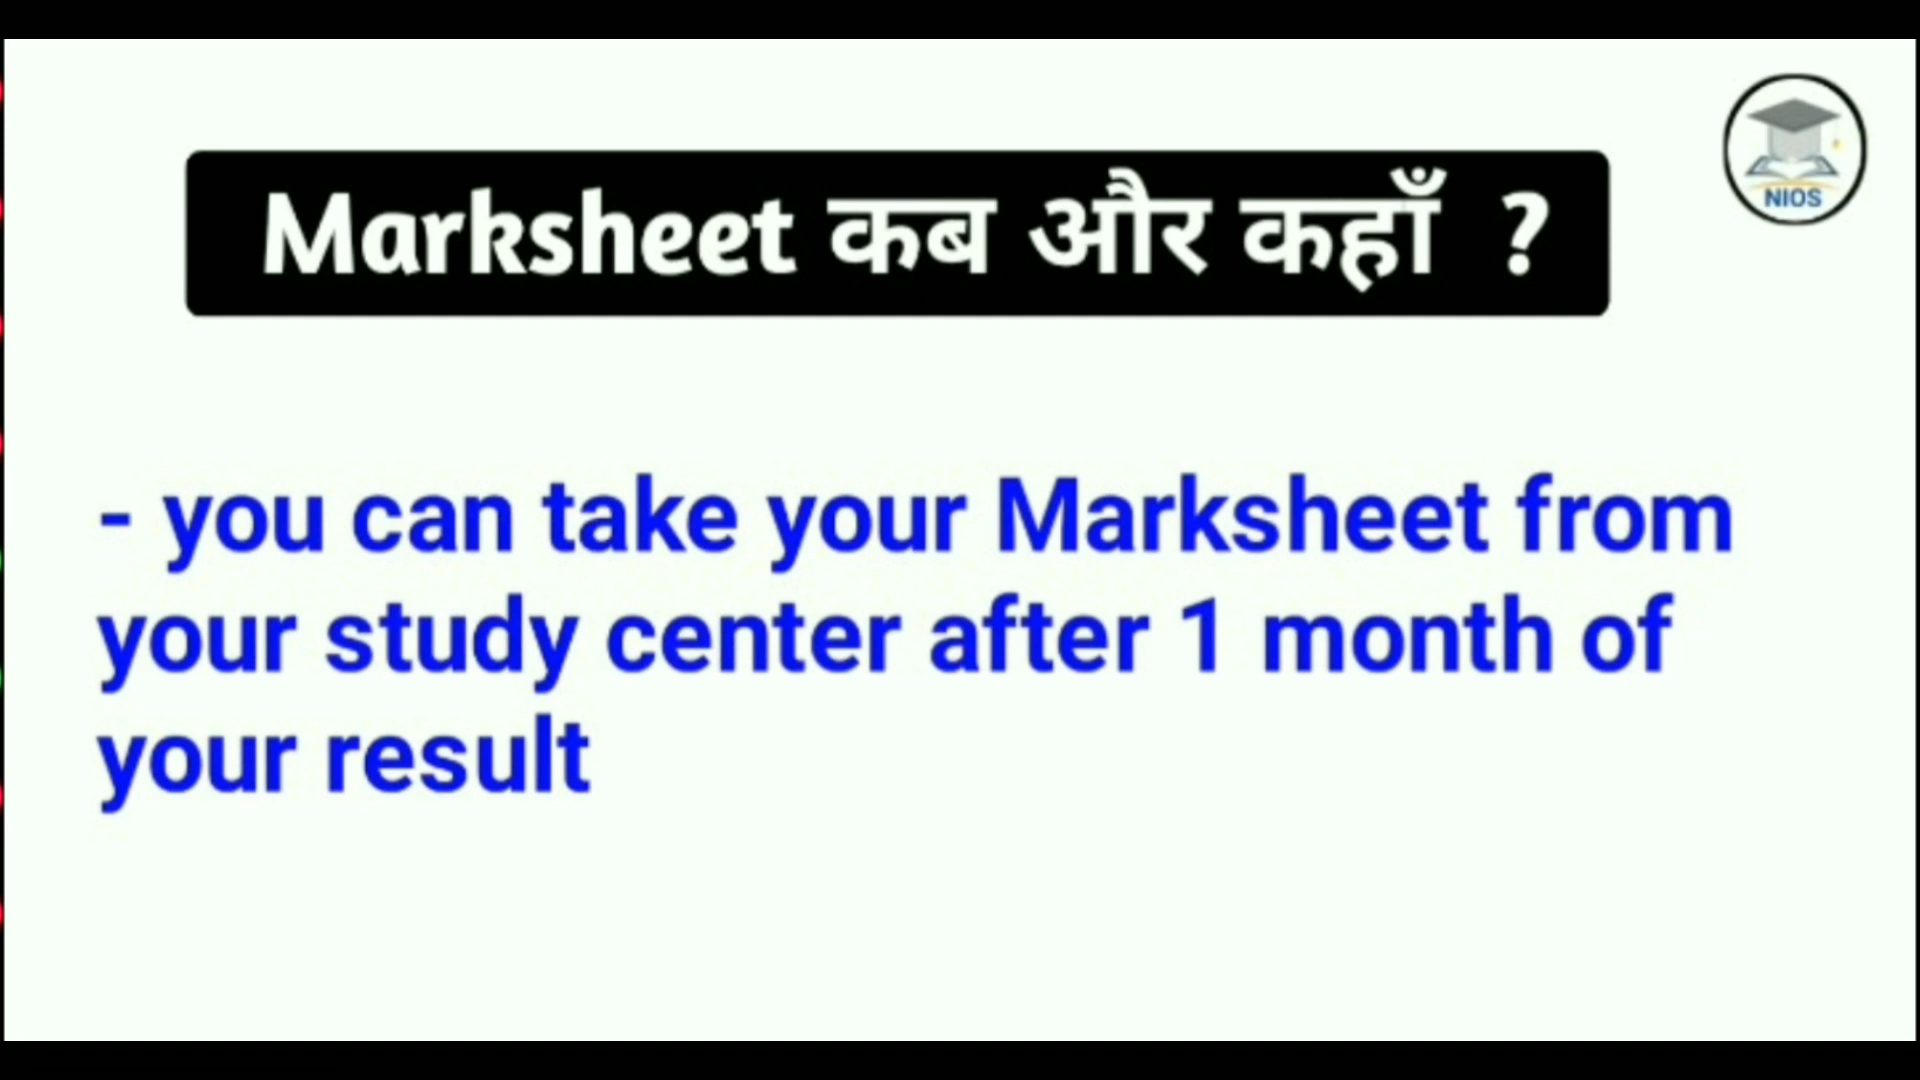 Marksheet कब और कहाँ ?
NIOS
- you can take your Marksheet from
your study center after 1 month of
your result